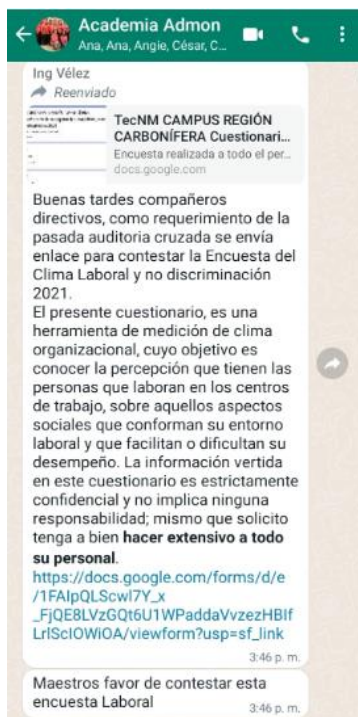 Academia Admon
Ana, Ana, Angie, César, C...
Ing Vélez
Reenviado
TecNM CAMPUS REGIÓN
CARBONÍFERA Cuestionari...
Encuesta realizada a todo el per...
docs.google.com
Buenas tardes compañeros
directivos, como requerimiento de la
pasada auditoria cruzada se envía
enlace para contestar la Encuesta del
Clima Laboral y no discriminación
2021.
El presente cuestionario, es una
herramienta de medición de clima
organizacional, cuyo objetivo es
conocer la percepción que tienen las
personas que laboran en los centros
de trabajo, sobre aquellos aspectos
sociales que conforman su entorno
laboral y que facilitan o dificultan su
desempeño. La información vertida
en este cuestionario es estrictamente
confidencial y no implica ninguna
responsabilidad; mismo que solicito
tenga a bien hacer extensivo a todo
su personal.
https://docs.google.com/forms/d/e
/1FAIpQLScwl7Y_x
_FjQE8LVzGQt6U1WPaddaVvzezHBIf
LrlSclOWiOA/viewform?usp=sf_link
3:46 p. m.
Maestros favor de contestar esta
encuesta Laboral
3:46 p. m.